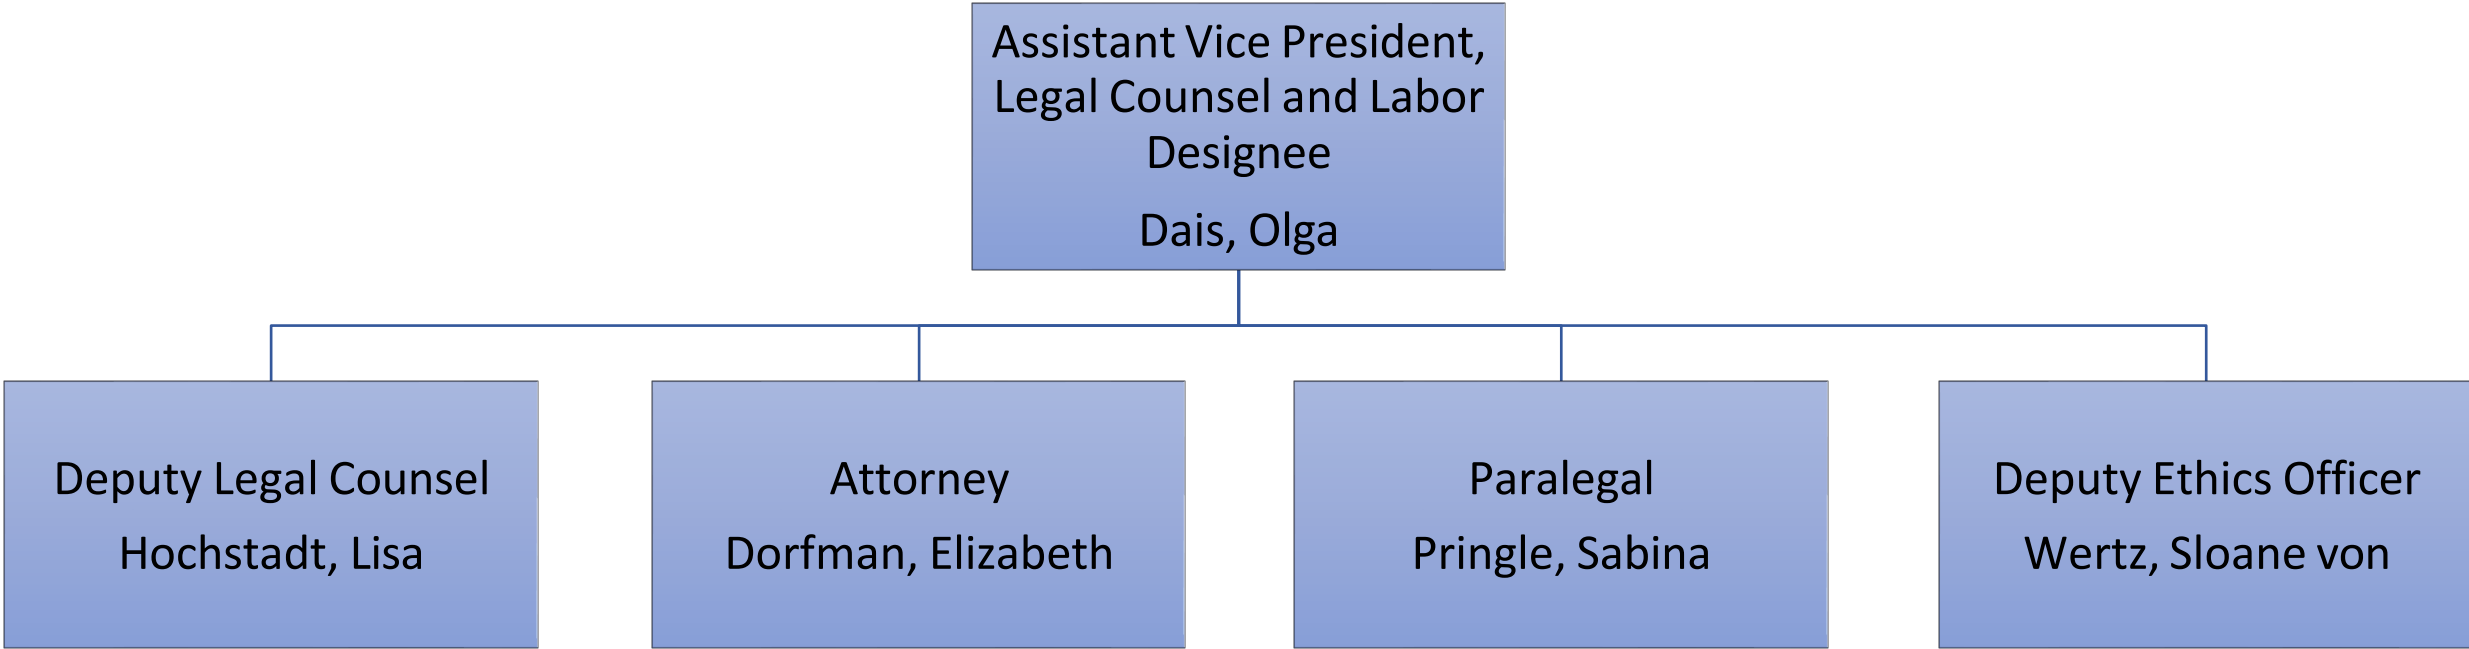 Assistant Vice President,
Legal Counsel and Labor
Designee
Dais, Olga
Deputy Legal Counsel
Hochstadt, Lisa
Attorney
Dorfman, Elizabeth
Paralegal
Pringle, Sabina
Deputy Ethics Officer
Wertz, Sloane von